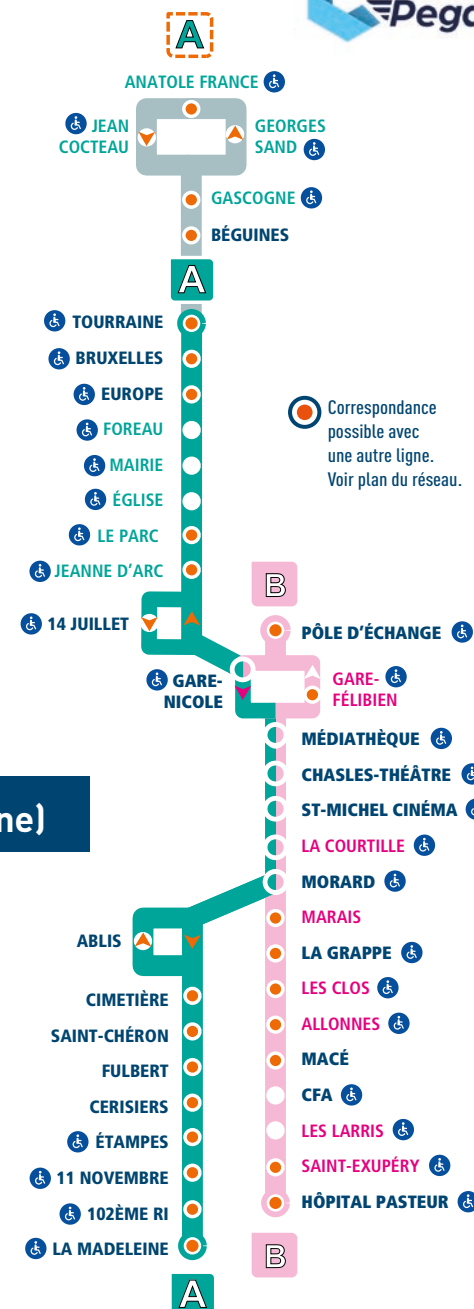 Pega
A
ANATOLE FRANCE
JEAN
COCTEAU
GEORGES
SAND
GASCOGNE
BÉGUINES
A
TOURRAINE
BRUXELLES
EUROPE
FOREAU
MAIRIE
ÉGLISE
LE PARC
JEANNE D'ARC
14 JUILLET
Correspondance
possible avec
une autre ligne.
Voir plan du réseau.
B
PÔLE D'ÉCHANGE
GARE-
NICOLE
GARE-
FÉLIBIEN
MÉDIATHÈQUE
CHASLES-THÉÂTRE
ST-MICHEL CINÉMA
LA COURTILLE
MORARD
ne)
ABLIS
CIMETIÈRE
SAINT-CHÉRON
FULBERT
CERISIERS
ÉTAMPES
11 NOVEMBRE
102ÈME RI
LA MADELEINE
A
MARAIS
LA GRAPPE
LES CLOS
ALLONNES
MACÉ
CFA
LES LARRIS
SAINT-EXUPÉRY
HÔPITAL PASTEUR
B